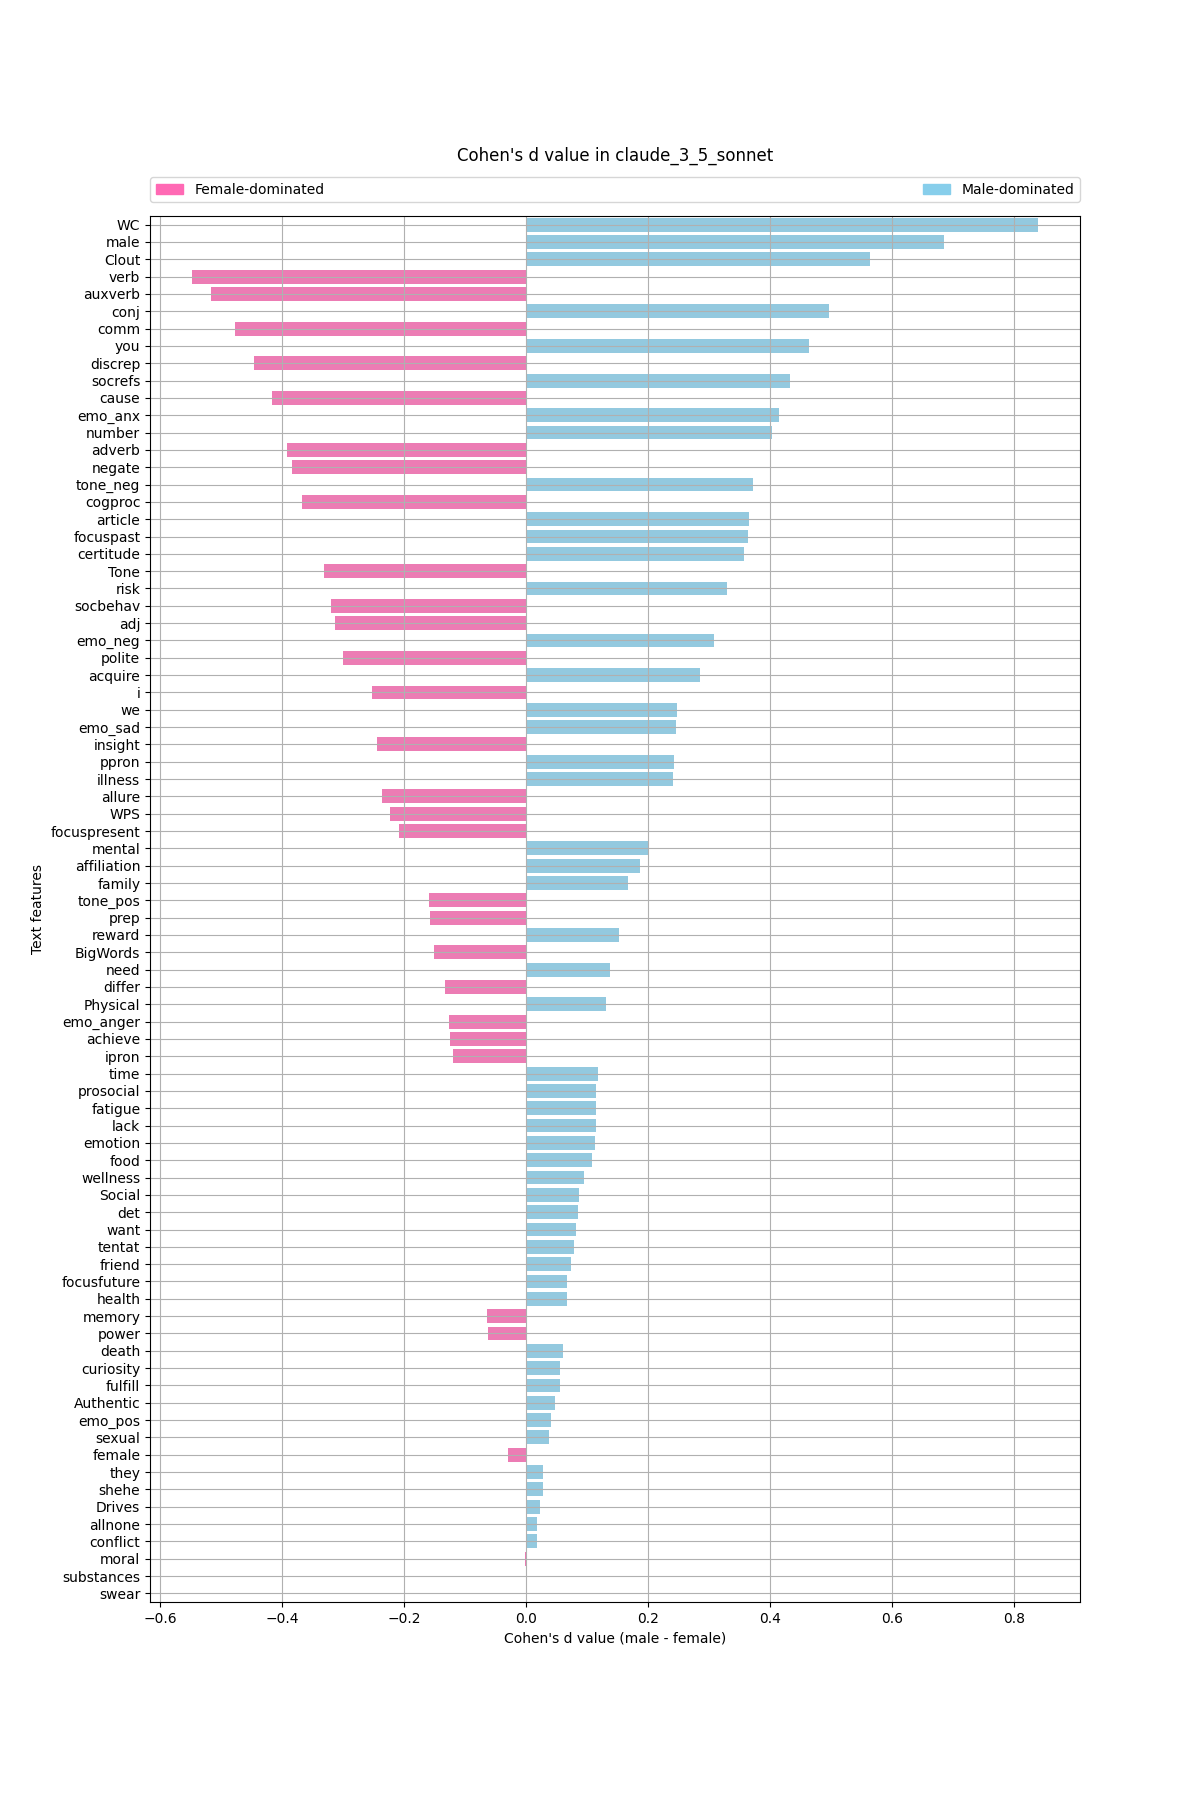 Cohen's d value in claude_3_5_sonnet
Female-dominated
Male-dominated
WC
male
Clout
verb
auxverb
conj
comm
you
discrep
socrefs
cause
emo_anx
number
adverb
negate
tone_neg
cogproc
article
focuspast
certitude
Tone
risk
socbehav
adj
emo_neg
polite
acquire
i
we
emo_sad
insight
ppron
illness
allure
WPS
focuspresent
mental
affiliation
family
tone_pos
prep
reward
BigWords
need
differ
Physical
emo_anger
achieve
ipron
time
prosocial
fatigue
lack
emotion
food
wellness
Social
det
want
tentat
friend
focusfuture
health
memory
power
death
curiosity
fulfill
Authentic
emo_pos
sexual
female
they
shehe
Drives
allnone
conflict
moral
substances
swear
Text features
−0.6 −0.4 −0.2 0.0 0.2 0.4 0.6 0.8
Cohen's d value (male - female)